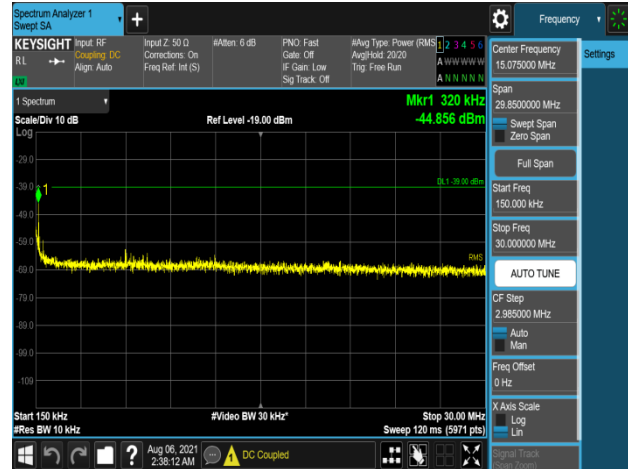 Spectrum Analyzer 1
Swept SA
+
Frequency
KEYSIGHT
RL
Input: RF
Coupling: DC
Align: Auto
Input Z: 50 Ω
Corrections: On
Freq Ref: Int (S)
#Atten: 6 dB
PNO: Fast
Gate: Off
IF Gain: Low
Sig Track: Off
#Avg Type: Power (RMS
Avg|Hold: 20/20
Trig: Free Run
1 2 3 4 5 6
A W W W W W
A N N N N N
1 Spectrum
Scale/Div 10 dB
Ref Level -19.00 dBm
Mkr1 320 kHz
-44.856 dBm
Log
-29.0
-39.0
-49.0
-59.0
-69.0
-79.0
-89.0
-99.0
-109
1
DL1 -39.00 dBm
RMS
Start 150 kHz
#Res BW 10 kHz
#Video BW 30 kHz*
Stop 30.00 MHz
Sweep 120 ms (5971 pts)
Center Frequency
15.075000 MHz
Span
29.8500000 MHz
Swept Span
Zero Span
Full Span
Start Freq
150.000 kHz
Stop Freq
30.000000 MHz
AUTO TUNE
CF Step
2.985000 MHz
Auto
Man
Freq Offset
0 Hz
X Axis Scale
Log
Lin
Signal Track
(Span Zoom)
Settings
?
Aug 06, 2021
2:38:12 AM
DC Coupled